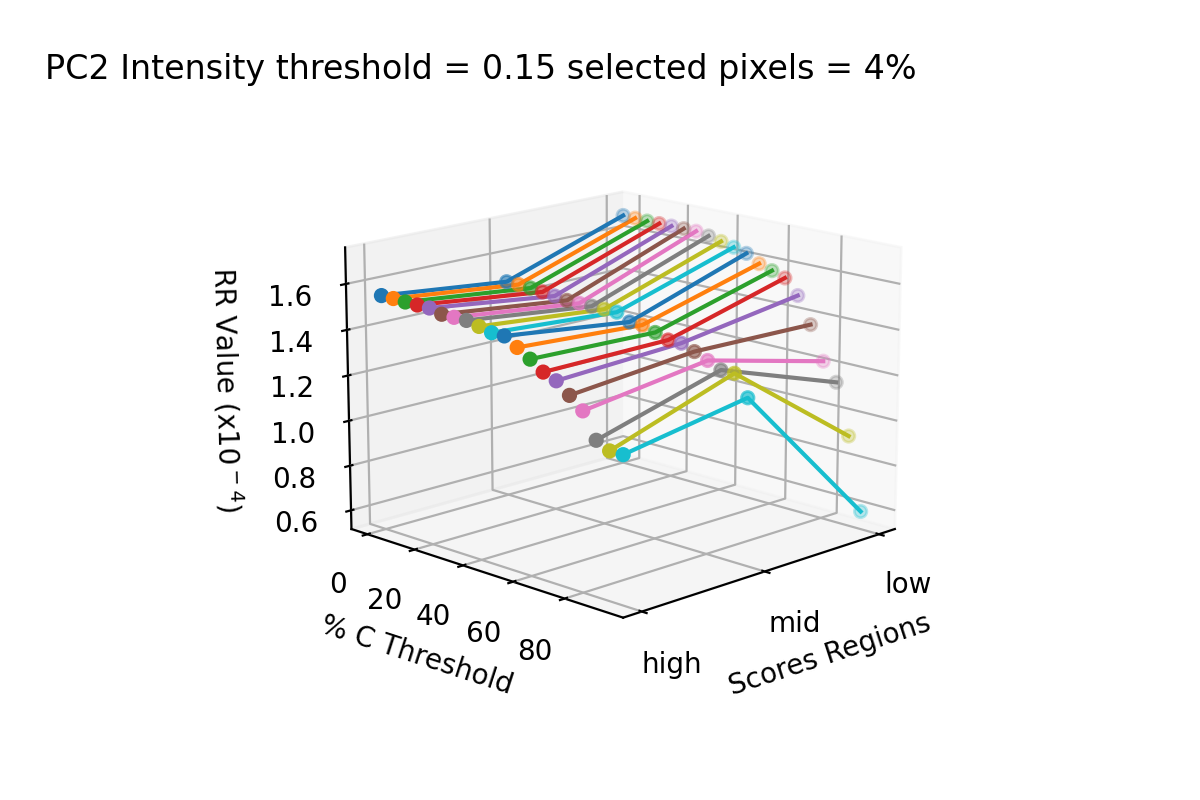 PC2 Intensity threshold = 0.15 selected pixels = 4%
RR Value (x10⁻⁴)
1.6
1.4
1.2
1.0
0.8
0.6
0
20
40
60
80
% C Threshold
high
mid
low
Scores Regions